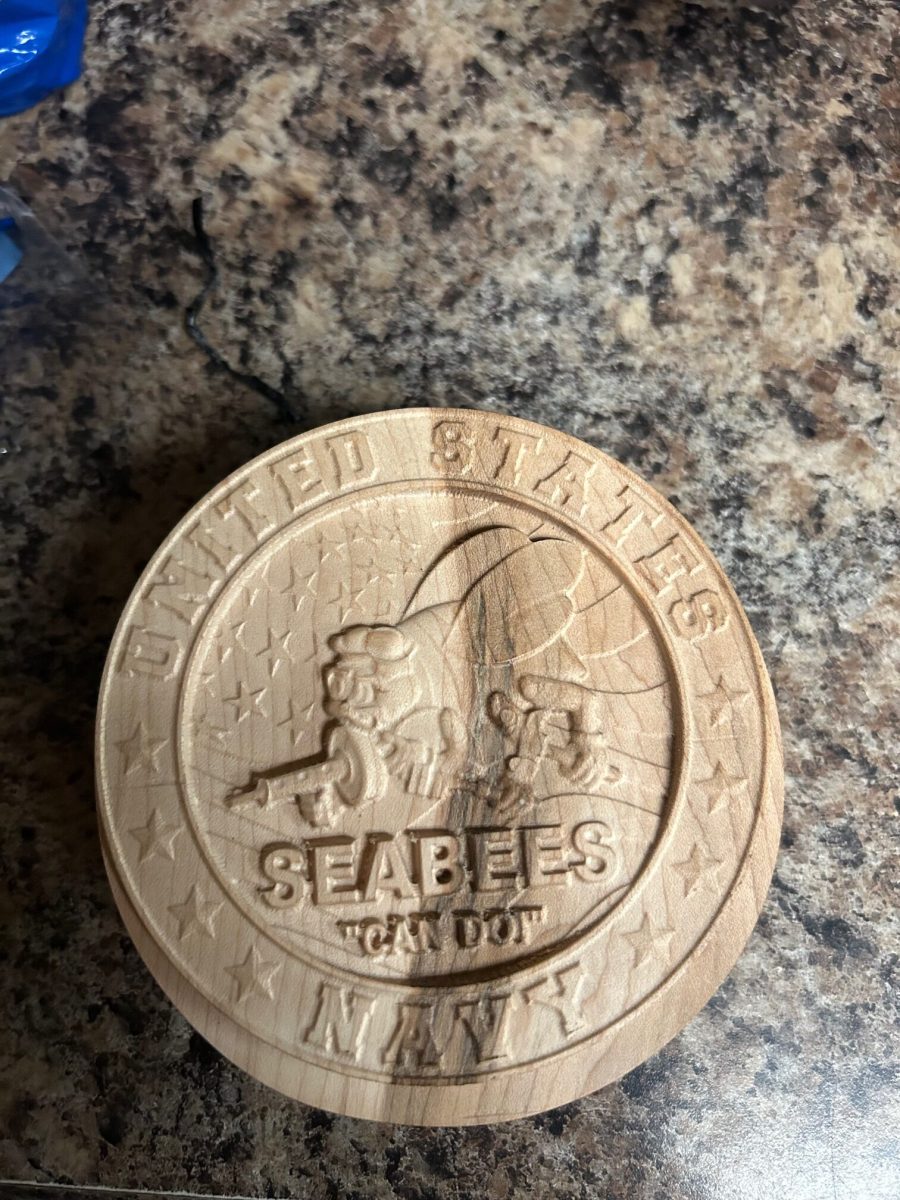 UNITED STATES
SEABEES
"CAN DO!"
NAVY